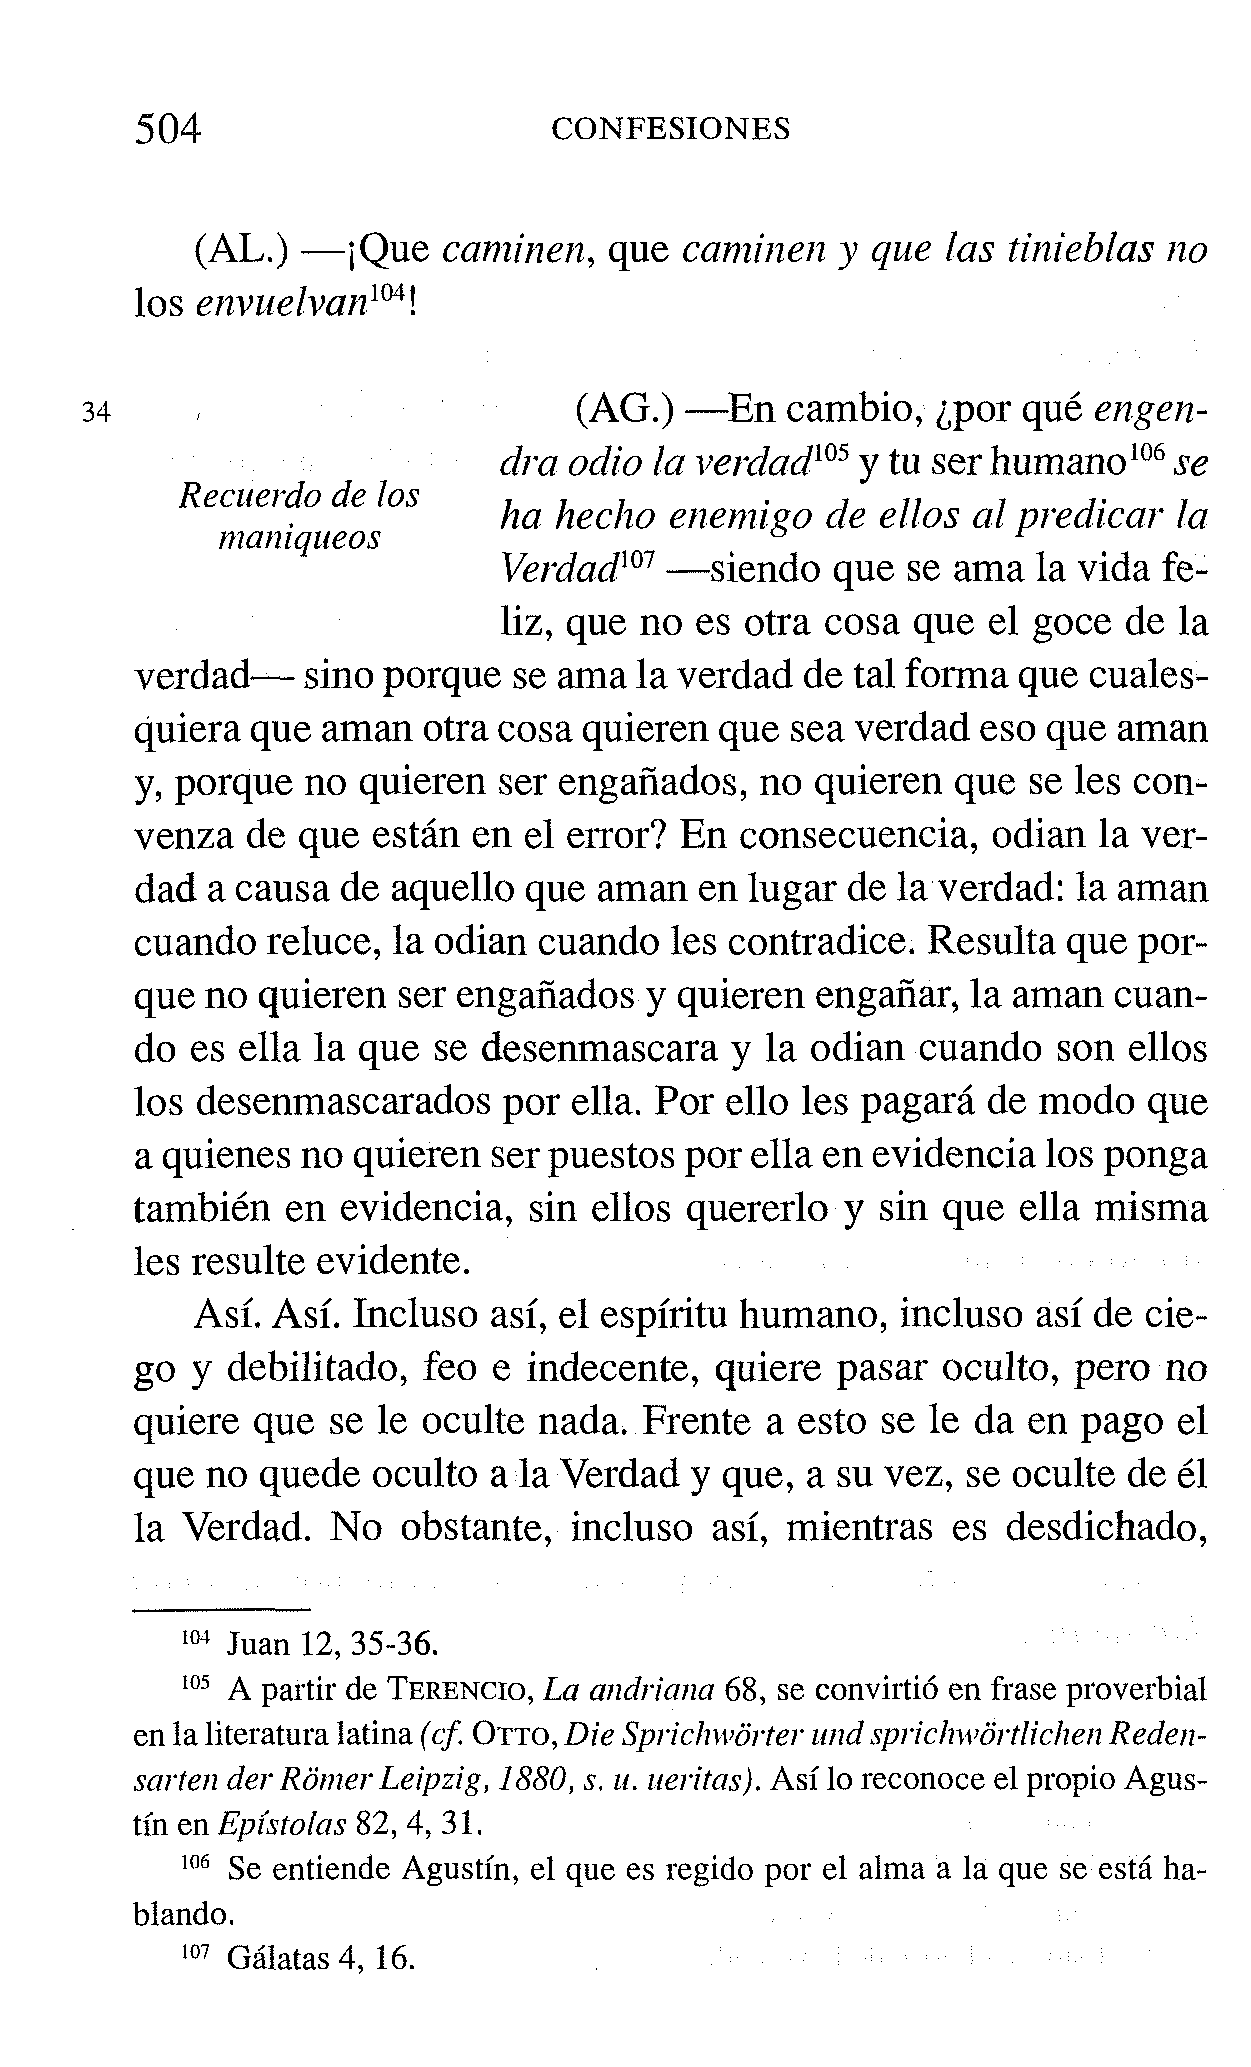 504 CONFESIONES
(AL.) —¡Que caminen, que caminen y que las tinieblas no
los envuelvan¹⁰⁴!
34
Recuerdo de los
maniqueos
(AG.) —En cambio, ¿por qué engen-
dra odio la verdad¹⁰⁵ y tu ser humano¹⁰⁶ se
ha hecho enemigo de ellos al predicar la
Verdad¹⁰⁷ —siendo que se ama la vida fe-
liz, que no es otra cosa que el goce de la
verdad— sino porque se ama la verdad de tal forma que cuales-
quiera que aman otra cosa quieren que sea verdad eso que aman
y, porque no quieren ser engañados, no quieren que se les con-
venza de que están en el error? En consecuencia, odian la ver-
dad a causa de aquello que aman en lugar de la verdad: la aman
cuando reluce, la odian cuando les contradice. Resulta que por-
que no quieren ser engañados y quieren engañar, la aman cuan-
do es ella la que se desenmascara y la odian cuando son ellos
los desenmascarados por ella. Por ello les pagará de modo que
a quienes no quieren ser puestos por ella en evidencia los ponga
también en evidencia, sin ellos quererlo y sin que ella misma
les resulte evidente.
Así. Así. Incluso así, el espíritu humano, incluso así de cie-
go y debilitado, feo e indecente, quiere pasar oculto, pero no
quiere que se le oculte nada. Frente a esto se le da en pago el
que no quede oculto a la Verdad y que, a su vez, se oculte de él
la Verdad. No obstante, incluso así, mientras es desdichado,
¹⁰⁴ Juan 12, 35-36.
¹⁰⁵ A partir de TERENCIO, La andriana 68, se convirtió en frase proverbial
en la literatura latina (cf. OTTO, Die Sprichwörter und sprichwörtlichen Reden-
sarten der Römer Leipzig, 1880, s. u. ueritas). Así lo reconoce el propio Agus-
tín en Epístolas 82, 4, 31.
¹⁰⁶ Se entiende Agustín, el que es regido por el alma a la que se está ha-
blando.
¹⁰⁷ Gálatas 4, 16.